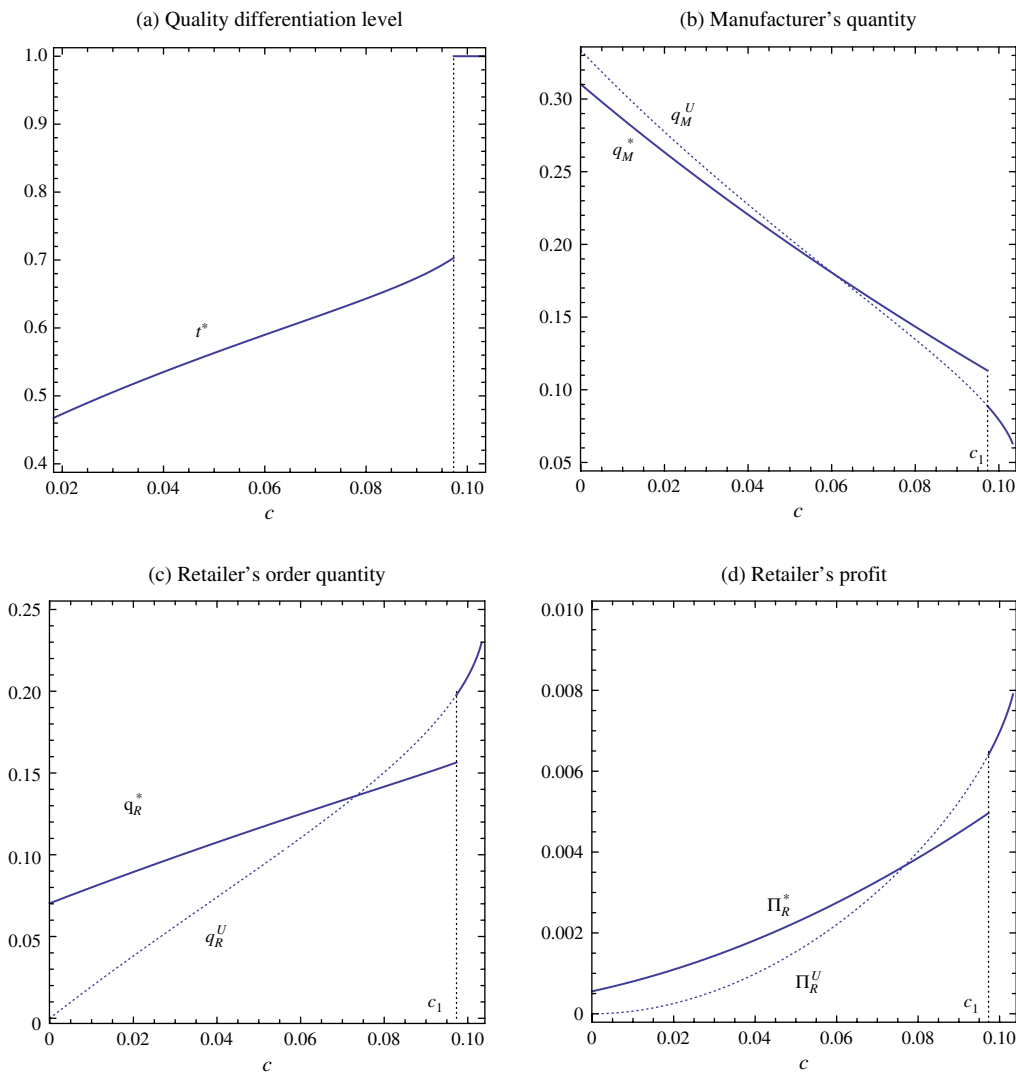 (a) Quality differentiation level
1.0
0.9
0.8
0.7
0.6
0.5
0.4
t*
0.02 0.04 0.06 0.08 0.10
c
(b) Manufacturer's quantity
0.30
0.25
0.20
0.15
0.10
0.05
q_M^U
q_M^*
c_1
0 0.02 0.04 0.06 0.08 0.10
c
(c) Retailer's order quantity
0.25
0.20
0.15
0.10
0.05
0
q_R^*
q_R^U
c_1
0 0.02 0.04 0.06 0.08 0.10
c
(d) Retailer's profit
0.010
0.008
0.006
0.004
0.002
0
Π_R^*
Π_R^U
c_1
0 0.02 0.04 0.06 0.08 0.10
c